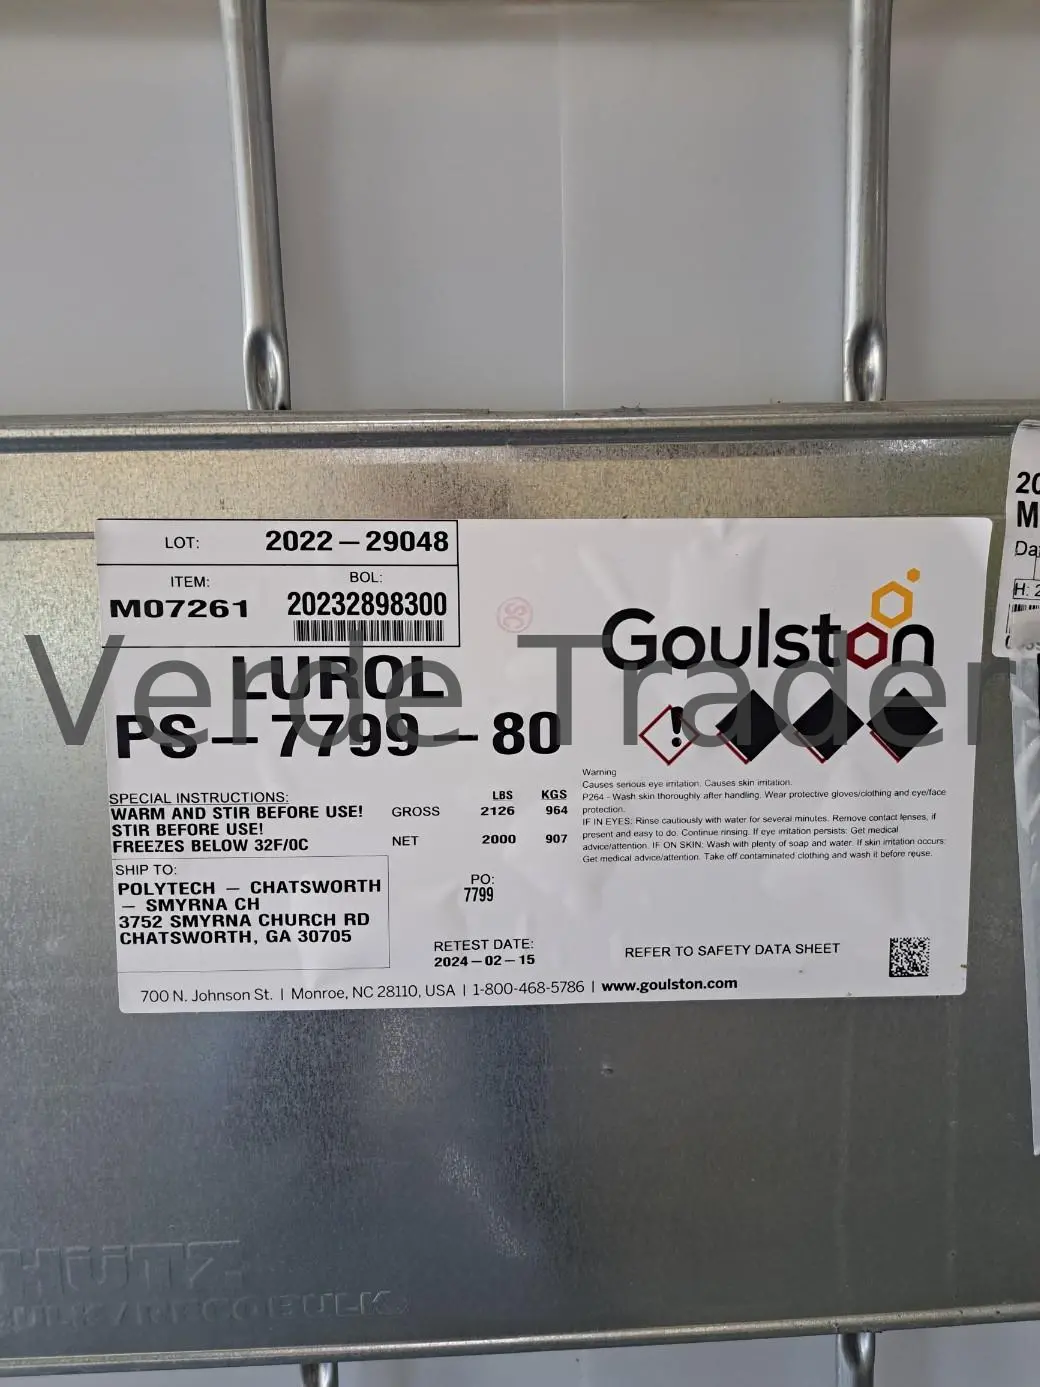 LOT: 2022-29048
ITEM: M07261
BOL: 20232898300
Goulston
LUROL
PS-7799-80
Verde Trader
SPECIAL INSTRUCTIONS:
WARM AND STIR BEFORE USE!
STIR BEFORE USE!
FREEZES BELOW 32F/0C
LBS KGS
GROSS 2126 964
NET 2000 907
Warning
Causes serious eye irritation. Causes skin irritation.
P264 - Wash skin thoroughly after handling. Wear protective gloves/clothing and eye/face
protection.
IF IN EYES: Rinse cautiously with water for several minutes. Remove contact lenses, if
present and easy to do. Continue rinsing. If eye irritation persists: Get medical
advice/attention. IF ON SKIN: Wash with plenty of soap and water. If skin irritation occurs:
Get medical advice/attention. Take off contaminated clothing and wash it before reuse.
SHIP TO:
POLYTECH - CHATSWORTH
- SMYRNA CH
3752 SMYRNA CHURCH RD
CHATSWORTH, GA 30705
PO:
7799
RETEST DATE:
2024-02-15
REFER TO SAFETY DATA SHEET
700 N. Johnson St. | Monroe, NC 28110, USA | 1-800-468-5786 | www.goulston.com
20
M
Da
H: 2